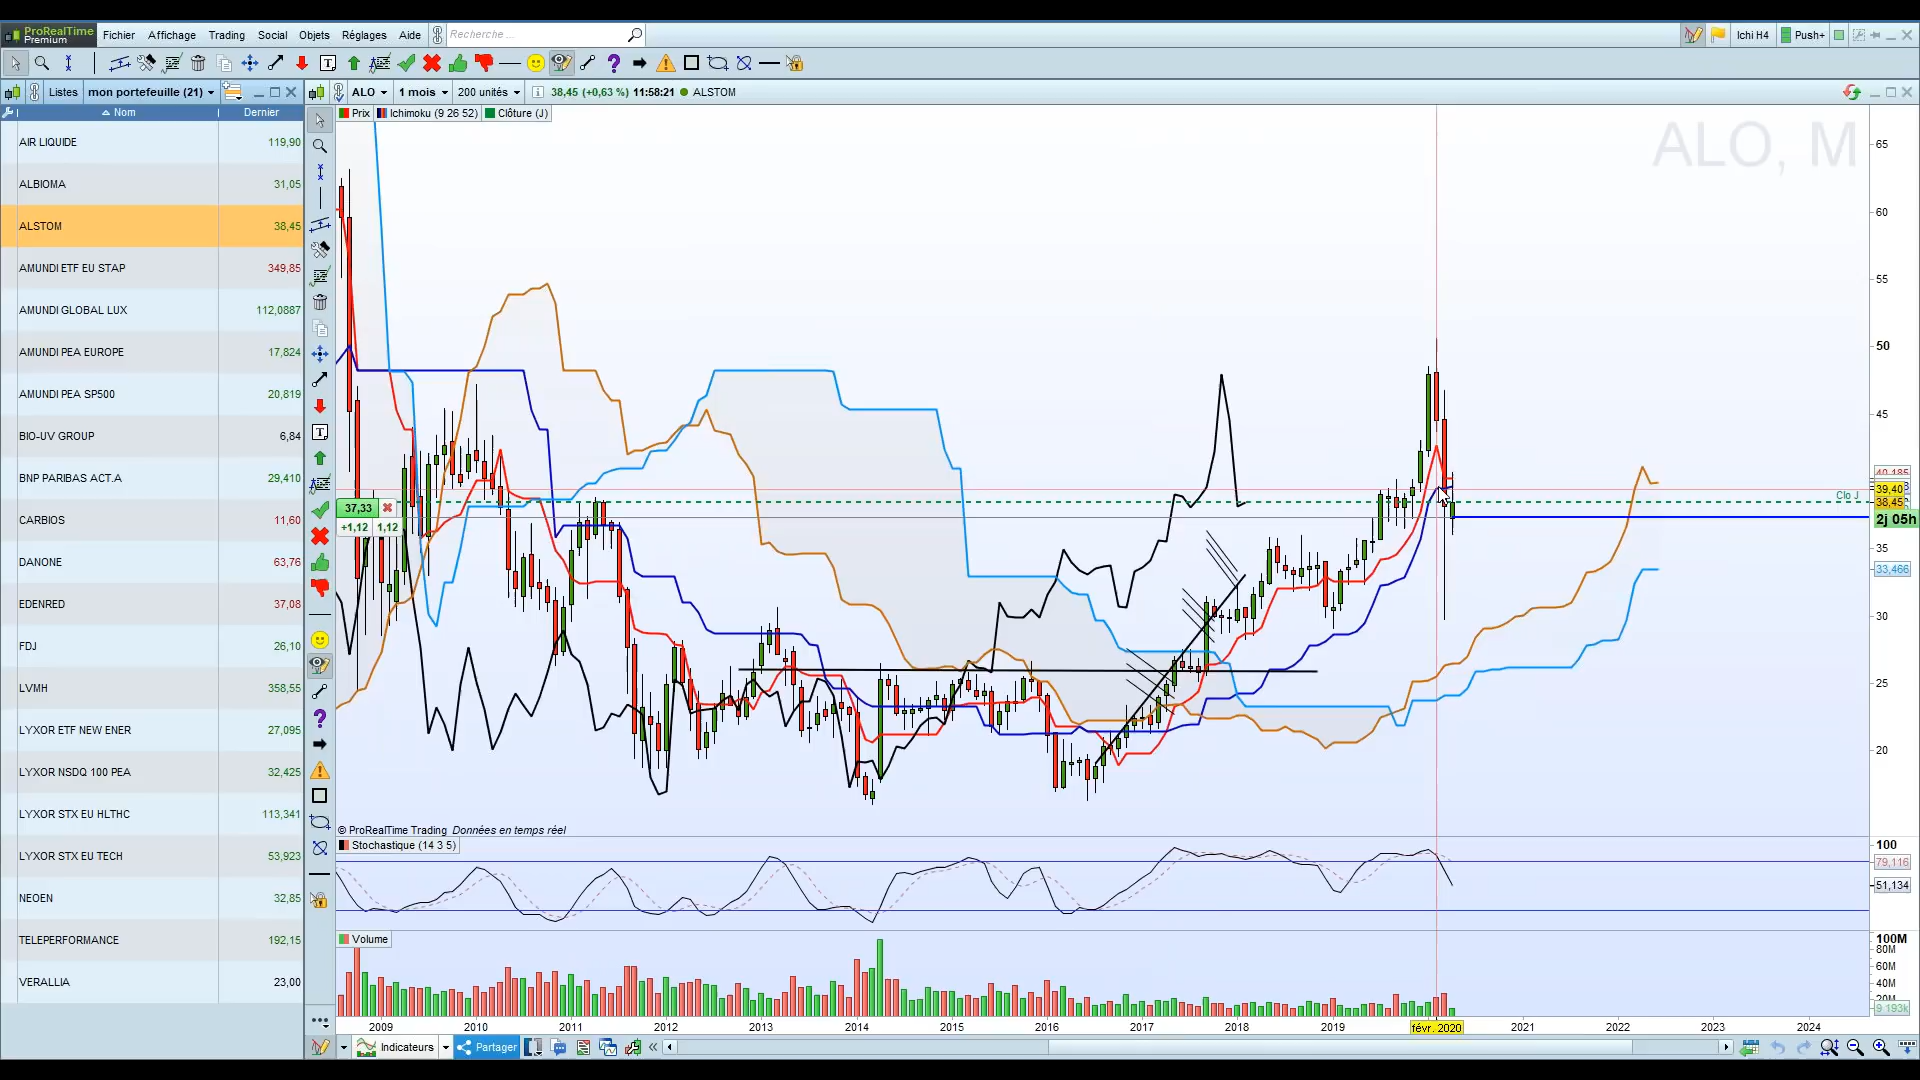 ProRealTime
Premium
Fichier Affichage Trading Social Objets Réglages Aide Recherche ... Ichi H4 Push+
Listes mon portefeuille (21) ALO 1 mois 200 unités 38,45 (+0,63 %) 11:58:21 ALSTOM
Nom Dernier
Prix Ichimoku (9 26 52) Clôture (J)
ALO, M
AIR LIQUIDE 119,90
ALBIOMA 31,05
ALSTOM 38,45
AMUNDI ETF EU STAP 349,85
AMUNDI GLOBAL LUX 112,0887
AMUNDI PEA EUROPE 17,824
AMUNDI PEA SP500 20,819
BIO-UV GROUP 6,84
BNP PARIBAS ACT.A 29,410
CARBIOS 11,60
DANONE 63,76
EDENRED 37,08
FDJ 26,10
LVMH 358,55
LYXOR ETF NEW ENER 27,095
LYXOR NSDQ 100 PEA 32,425
LYXOR STX EU HLTHC 113,341
LYXOR STX EU TECH 53,923
NEOEN 32,85
TELEPERFORMANCE 192,15
VERALLIA 23,00
65
60
55
50
45
40,185
39,40
Clo J
38,45
2j 05h
35
33,466
30
25
20
37,33
+1,12 1,12
© ProRealTime Trading Données en temps réel
Stochastique (14 3 5)
100
79,116
51,134
Volume
100M
80M
60M
40M
20M
9 193k
2009 2010 2011 2012 2013 2014 2015 2016 2017 2018 2019 févr. 2020 2021 2022 2023 2024
Indicateurs Partager